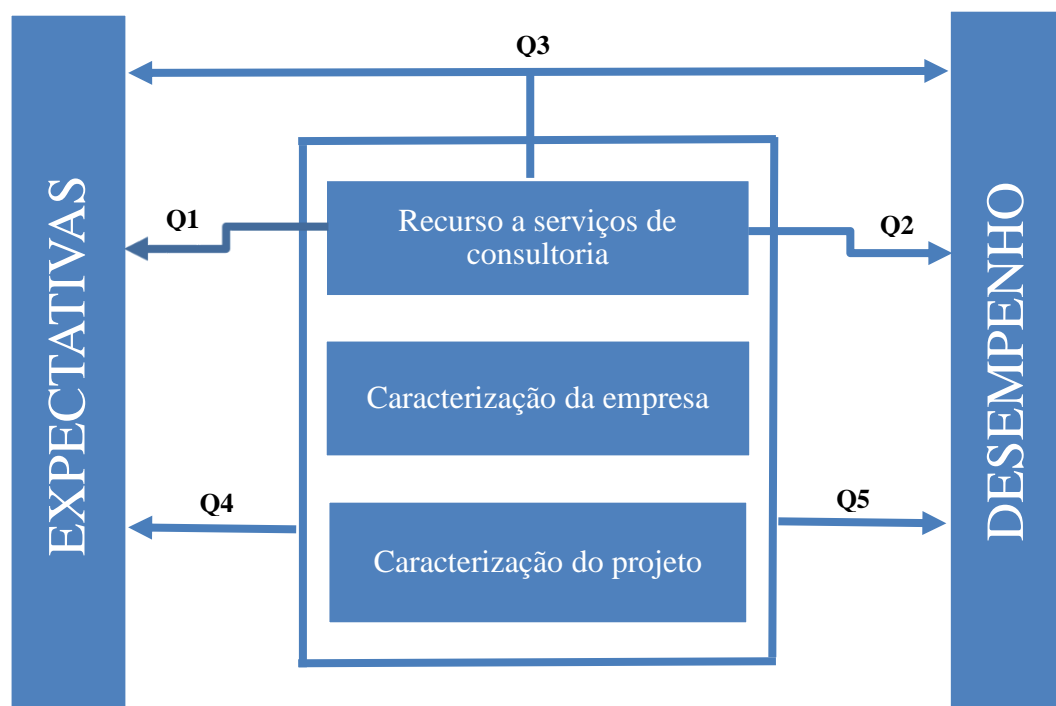 Q3
EXPECTATIVAS
Q1
Recurso a serviços de
consultoria
Q2
DESEMPENHO
Caracterização da empresa
Q4
Q5
Caracterização do projeto